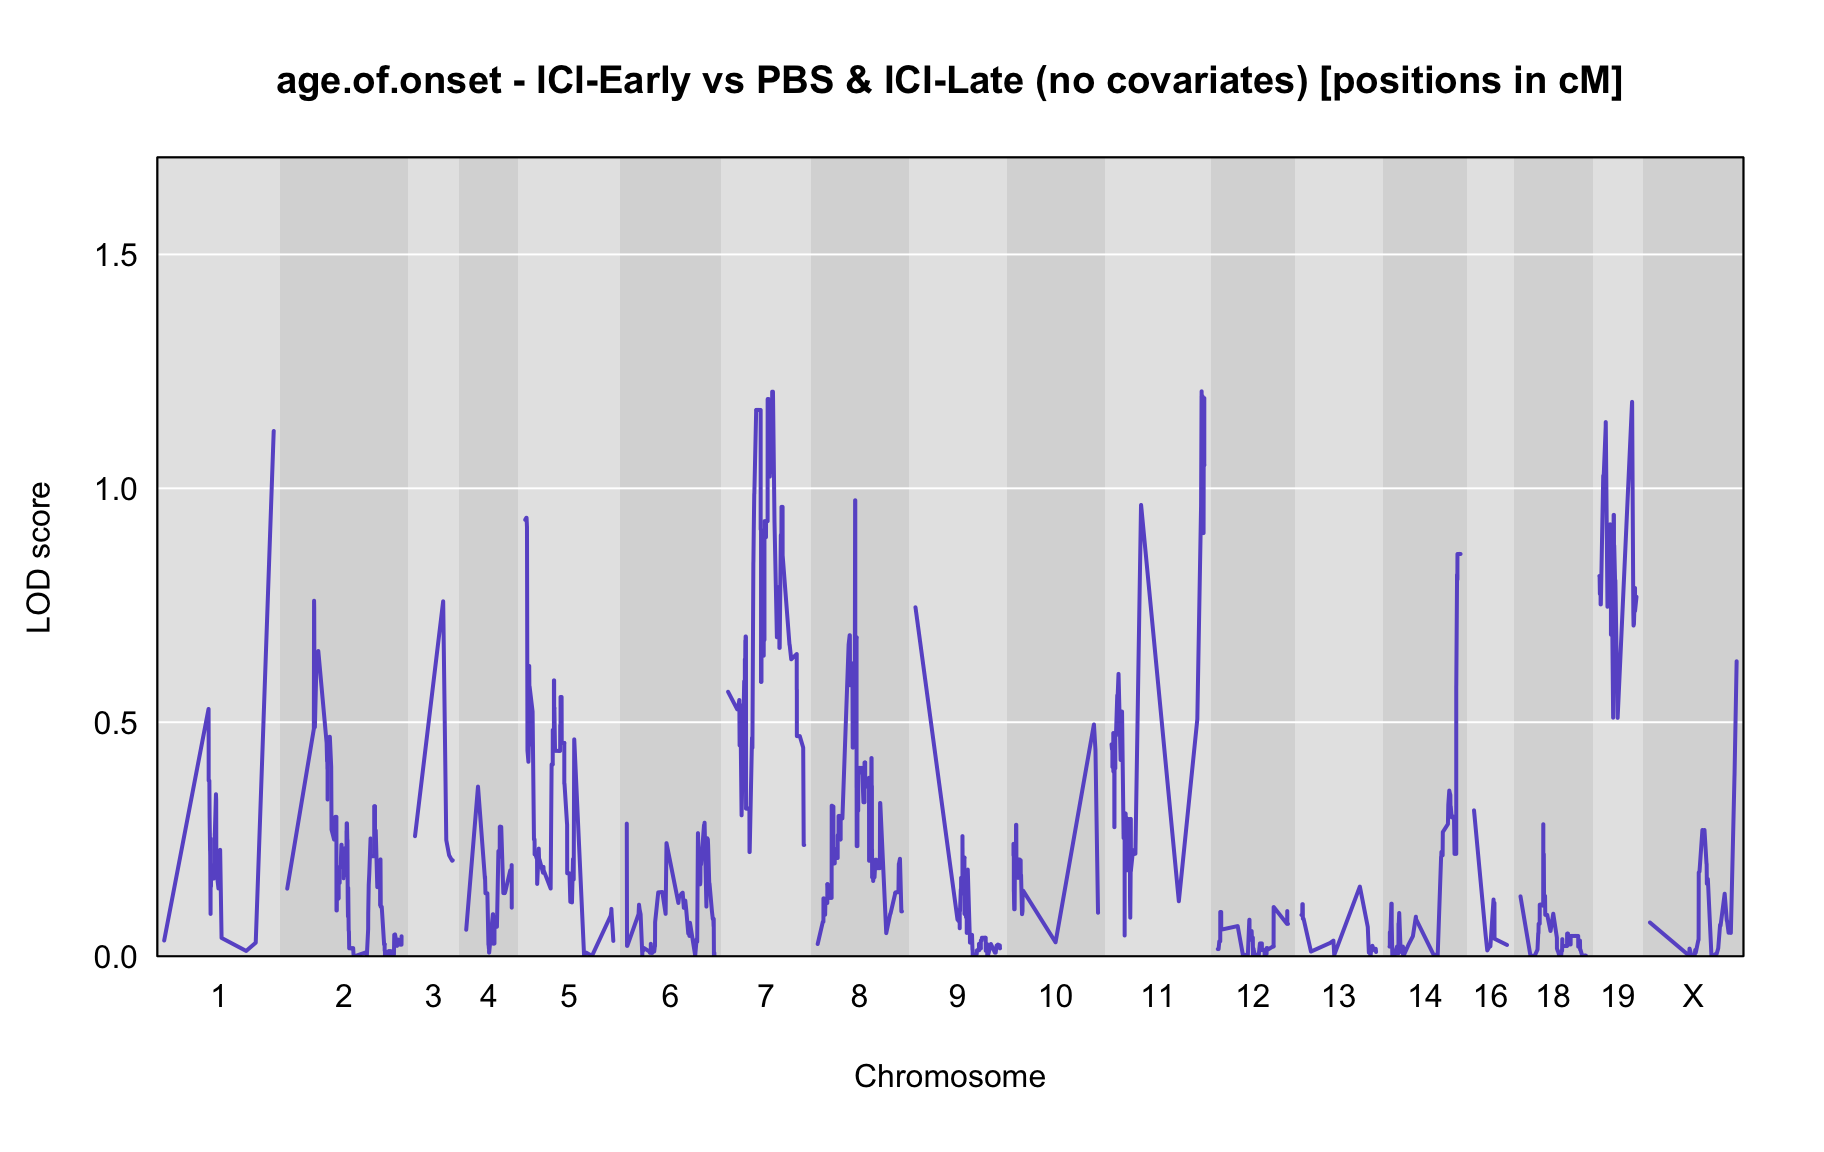 age.of.onset - ICI-Early vs PBS & ICI-Late (no covariates) [positions in cM]
1.5
1.0
0.5
0.0
LOD score
1 2 3 4 5 6 7 8 9 10 11 12 13 14 16 18 19 X
Chromosome